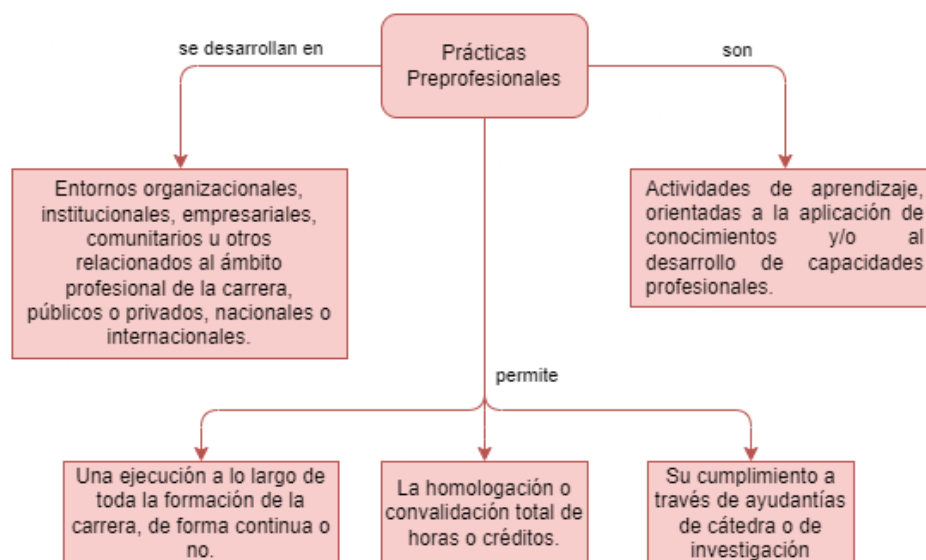 se desarrollan en
Prácticas
Preprofesionales
son
Entornos organizacionales,
institucionales, empresariales,
comunitarios u otros
relacionados al ámbito
profesional de la carrera,
públicos o privados, nacionales o
internacionales.
Actividades de aprendizaje,
orientadas a la aplicación de
conocimientos y/o al
desarrollo de capacidades
profesionales.
permite
Una ejecución a lo largo de
toda la formación de la
carrera, de forma continua o
no.
La homologación o
convalidación total de
horas o créditos.
Su cumplimiento a
través de ayudantías
de cátedra o de
investigación